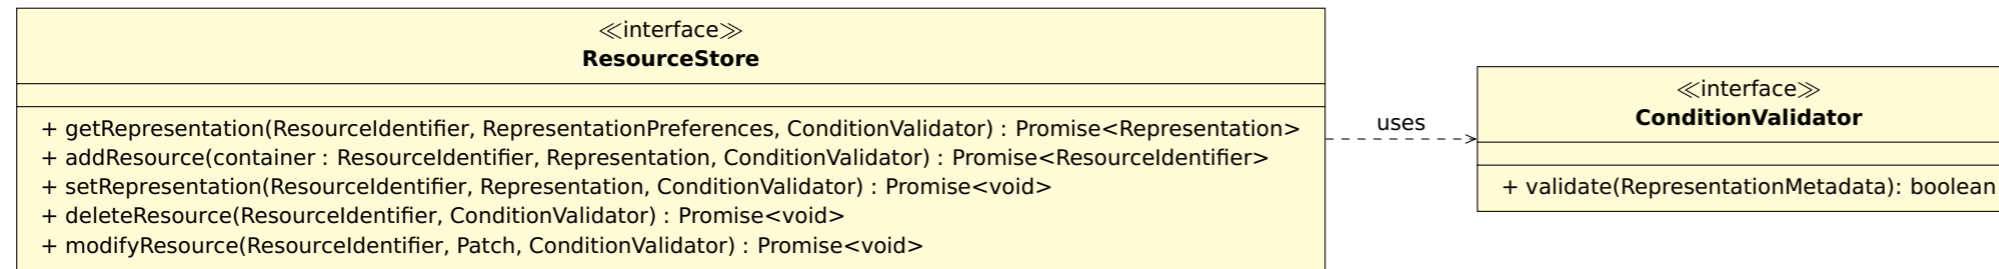 ≪interface≫
ResourceStore
+ getRepresentation(ResourceIdentifier, RepresentationPreferences, ConditionValidator) : Promise<Representation>
+ addResource(container : ResourceIdentifier, Representation, ConditionValidator) : Promise<ResourceIdentifier>
+ setRepresentation(ResourceIdentifier, Representation, ConditionValidator) : Promise<void>
+ deleteResource(ResourceIdentifier, ConditionValidator) : Promise<void>
+ modifyResource(ResourceIdentifier, Patch, ConditionValidator) : Promise<void>
uses
≪interface≫
ConditionValidator
+ validate(RepresentationMetadata): boolean